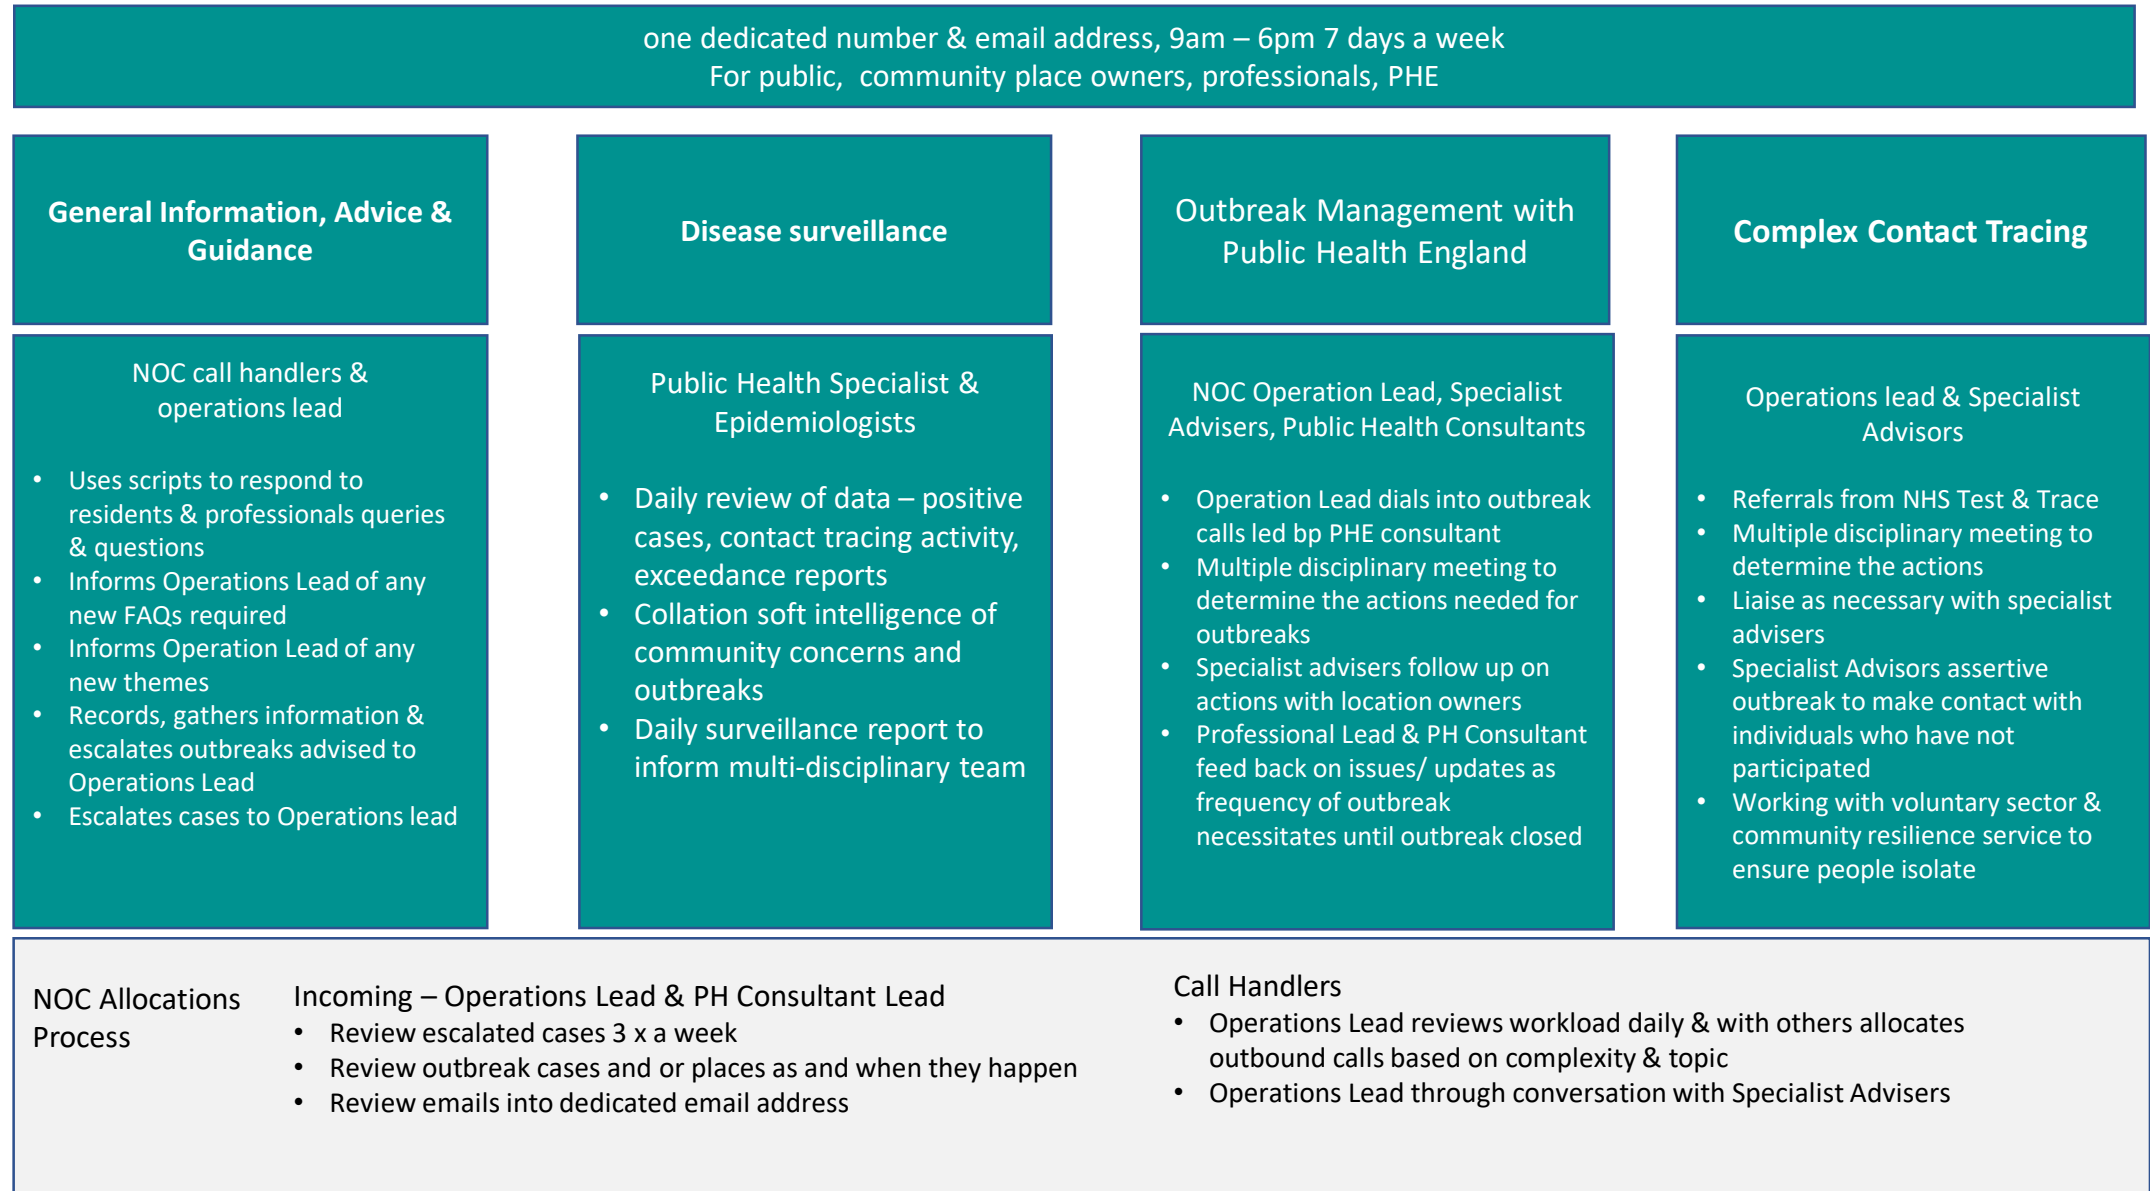 one dedicated number & email address, 9am – 6pm 7 days a week
For public, community place owners, professionals, PHE
General Information, Advice &
Guidance
NOC call handlers &
operations lead
• Uses scripts to respond to
residents & professionals queries
& questions
• Informs Operations Lead of any
new FAQs required
• Informs Operation Lead of any
new themes
• Records, gathers information &
escalates outbreaks advised to
Operations Lead
• Escalates cases to Operations lead
Disease surveillance
Public Health Specialist &
Epidemiologists
• Daily review of data – positive
cases, contact tracing activity,
exceedance reports
• Collation soft intelligence of
community concerns and
outbreaks
• Daily surveillance report to
inform multi-disciplinary team
Outbreak Management with
Public Health England
NOC Operation Lead, Specialist
Advisers, Public Health Consultants
• Operation Lead dials into outbreak
calls led bp PHE consultant
• Multiple disciplinary meeting to
determine the actions needed for
outbreaks
• Specialist advisers follow up on
actions with location owners
• Professional Lead & PH Consultant
feed back on issues/ updates as
frequency of outbreak
necessitates until outbreak closed
Complex Contact Tracing
Operations lead & Specialist
Advisors
• Referrals from NHS Test & Trace
• Multiple disciplinary meeting to
determine the actions
• Liaise as necessary with specialist
advisers
• Specialist Advisors assertive
outbreak to make contact with
individuals who have not
participated
• Working with voluntary sector &
community resilience service to
ensure people isolate
NOC Allocations
Process
Incoming – Operations Lead & PH Consultant Lead
• Review escalated cases 3 x a week
• Review outbreak cases and or places as and when they happen
• Review emails into dedicated email address
Call Handlers
• Operations Lead reviews workload daily & with others allocates
outbound calls based on complexity & topic
• Operations Lead through conversation with Specialist Advisers